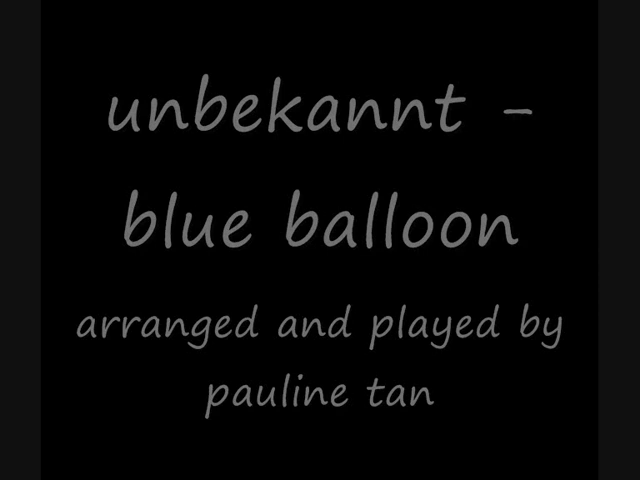 unbekannt -
blue balloon
arranged and played by
pauline tan